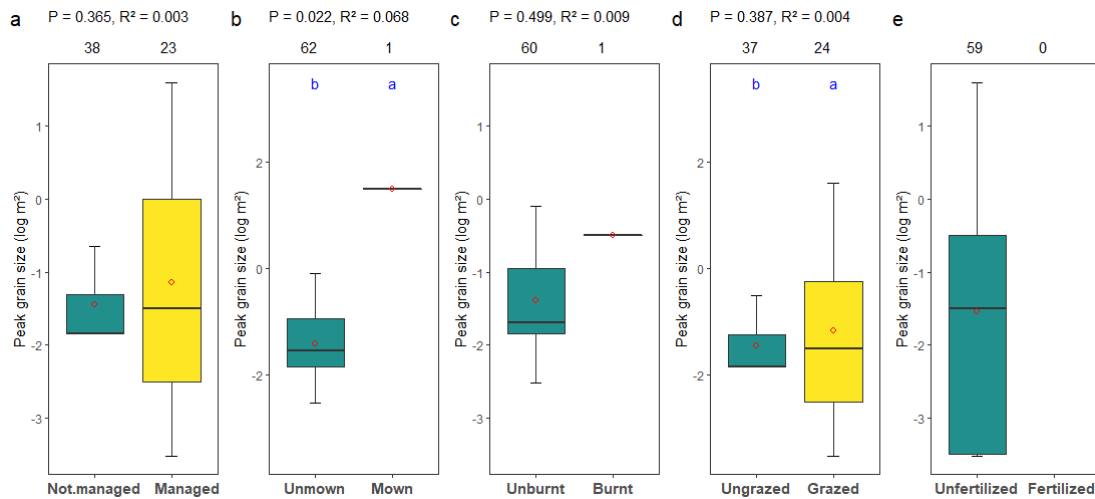 a P = 0.365, R² = 0.003
38 23
Peak grain size (log m²)
1
0
-1
-2
-3
Not.managed Managed
b P = 0.022, R² = 0.068
62 1
b a
Peak grain size (log m²)
2
0
-2
Unmown Mown
c P = 0.499, R² = 0.009
60 1
Peak grain size (log m²)
1
0
-1
-2
-3
Unburnt Burnt
d P = 0.387, R² = 0.004
37 24
b a
Peak grain size (log m²)
2
0
-2
Ungrazed Grazed
e
59 0
Peak grain size (log m²)
1
0
-1
-2
-3
Unfertilized Fertilized